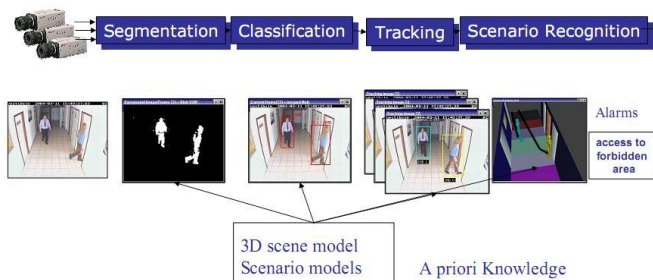 Segmentation
Classification
Tracking
Scenario Recognition
Alarms
access to
forbidden
area
3D scene model
Scenario models
A priori Knowledge